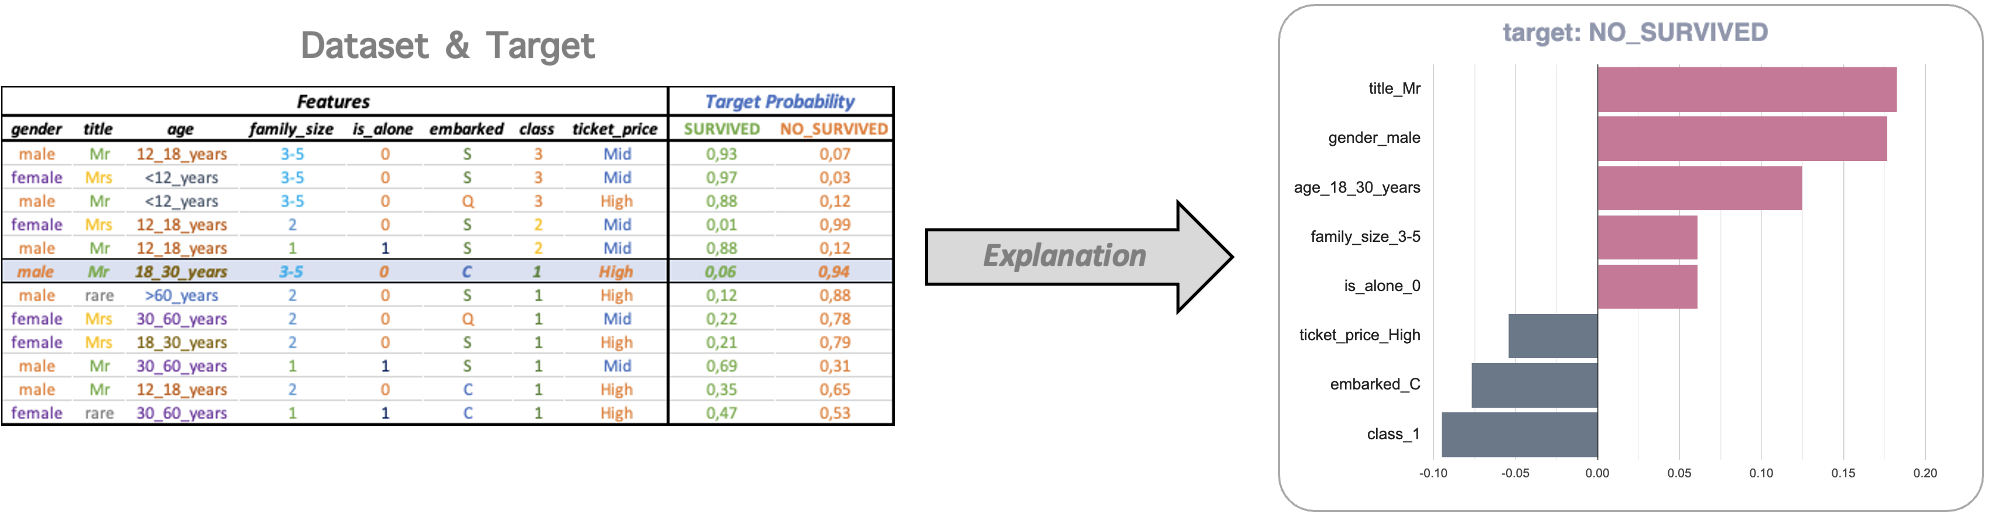 Dataset & Target
Features Target Probability
gender title age family_size is_alone embarked class ticket_price SURVIVED NO_SURVIVED
male Mr 12_18_years 3-5 0 S 3 Mid 0,93 0,07
female Mrs <12_years 3-5 0 S 3 Mid 0,97 0,03
male Mr <12_years 3-5 0 Q 3 High 0,88 0,12
female Mrs 12_18_years 2 0 S 2 Mid 0,01 0,99
male Mr 12_18_years 1 1 S 2 Mid 0,88 0,12
male Mr 18_30_years 3-5 0 C 1 High 0,06 0,94
male rare >60_years 2 0 S 1 High 0,12 0,88
female Mrs 30_60_years 2 0 Q 1 Mid 0,22 0,78
female Mrs 18_30_years 2 0 S 1 High 0,21 0,79
male Mr 30_60_years 1 1 S 1 Mid 0,69 0,31
male Mr 12_18_years 2 0 C 1 High 0,35 0,65
female rare 30_60_years 1 1 C 1 High 0,47 0,53
Explanation
target: NO_SURVIVED
title_Mr
gender_male
age_18_30_years
family_size_3-5
is_alone_0
ticket_price_High
embarked_C
class_1
-0.10 -0.05 0.00 0.05 0.10 0.15 0.20